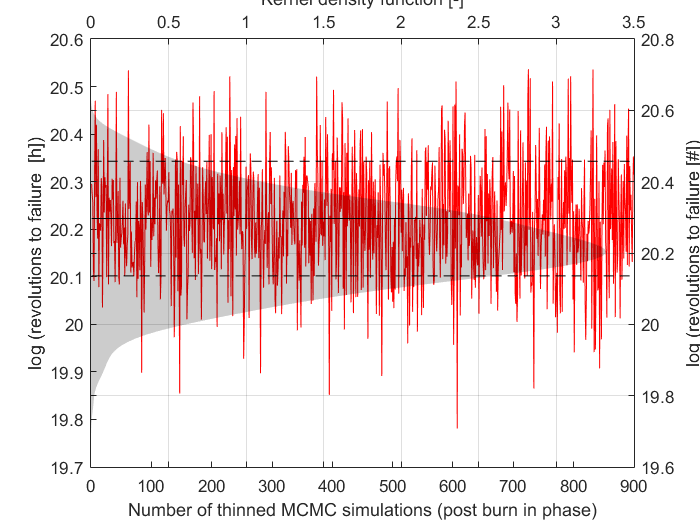 Kernel density function [-]
0 0.5 1 1.5 2 2.5 3 3.5
20.6 20.8
20.5
20.4 20.6
20.3 20.4
20.2
20.1 20.2
20 20
19.9
19.8 19.8
19.7 19.6
0 100 200 300 400 500 600 700 800 900
Number of thinned MCMC simulations (post burn in phase)
log (revolutions to failure [h])
log (revolutions to failure [#])